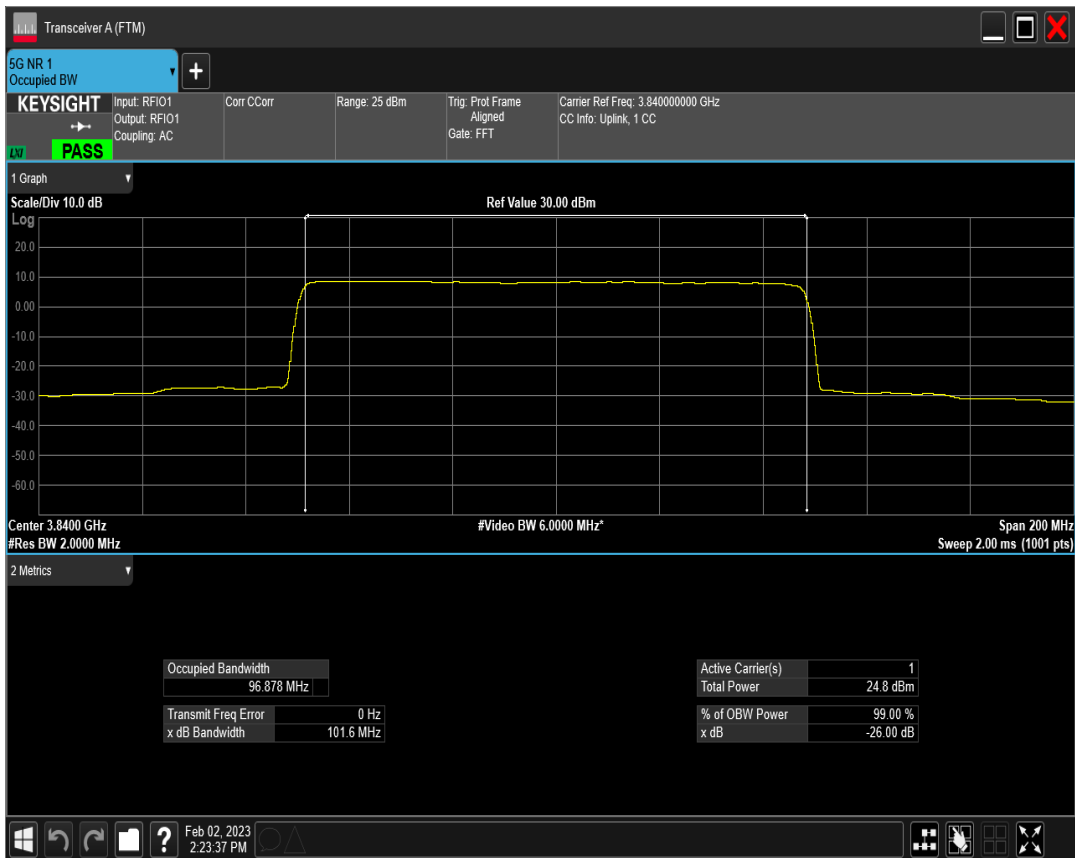 Transceiver A (FTM)
5G NR 1
Occupied BW
+
KEYSIGHT
LXI
PASS
Input: RFIO1
Output: RFIO1
Coupling: AC
Corr CCorr
Range: 25 dBm
Trig: Prot Frame
Aligned
Gate: FFT
Carrier Ref Freq: 3.840000000 GHz
CC Info: Uplink, 1 CC
1 Graph
Scale/Div 10.0 dB
Ref Value 30.00 dBm
Log
20.0
10.0
0.00
-10.0
-20.0
-30.0
-40.0
-50.0
-60.0
Center 3.8400 GHz
#Video BW 6.0000 MHz*
Span 200 MHz
#Res BW 2.0000 MHz
Sweep 2.00 ms (1001 pts)
2 Metrics
Occupied Bandwidth
96.878 MHz
Transmit Freq Error 0 Hz
x dB Bandwidth 101.6 MHz
Active Carrier(s) 1
Total Power 24.8 dBm
% of OBW Power 99.00 %
x dB -26.00 dB
?
Feb 02, 2023
2:23:37 PM